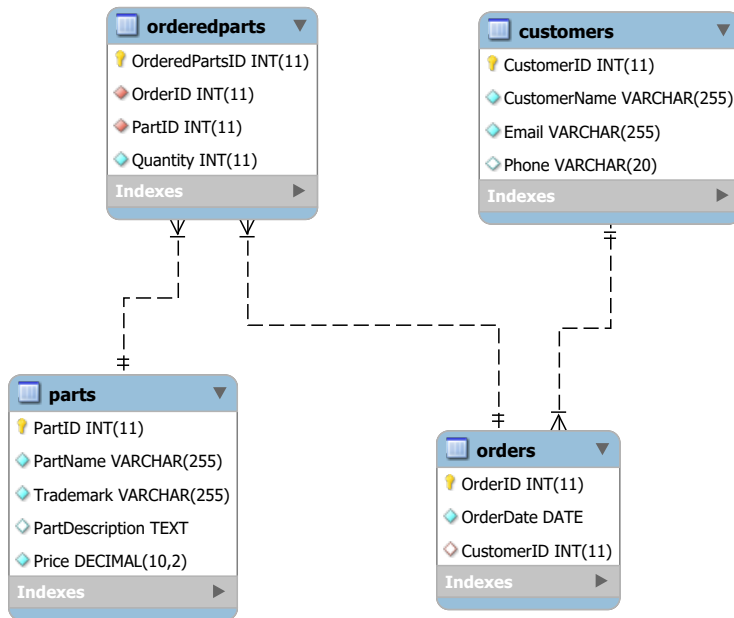 orderedparts
OrderedPartsID INT(11)
OrderID INT(11)
PartID INT(11)
Quantity INT(11)
Indexes
customers
CustomerID INT(11)
CustomerName VARCHAR(255)
Email VARCHAR(255)
Phone VARCHAR(20)
Indexes
parts
PartID INT(11)
PartName VARCHAR(255)
Trademark VARCHAR(255)
PartDescription TEXT
Price DECIMAL(10,2)
Indexes
orders
OrderID INT(11)
OrderDate DATE
CustomerID INT(11)
Indexes